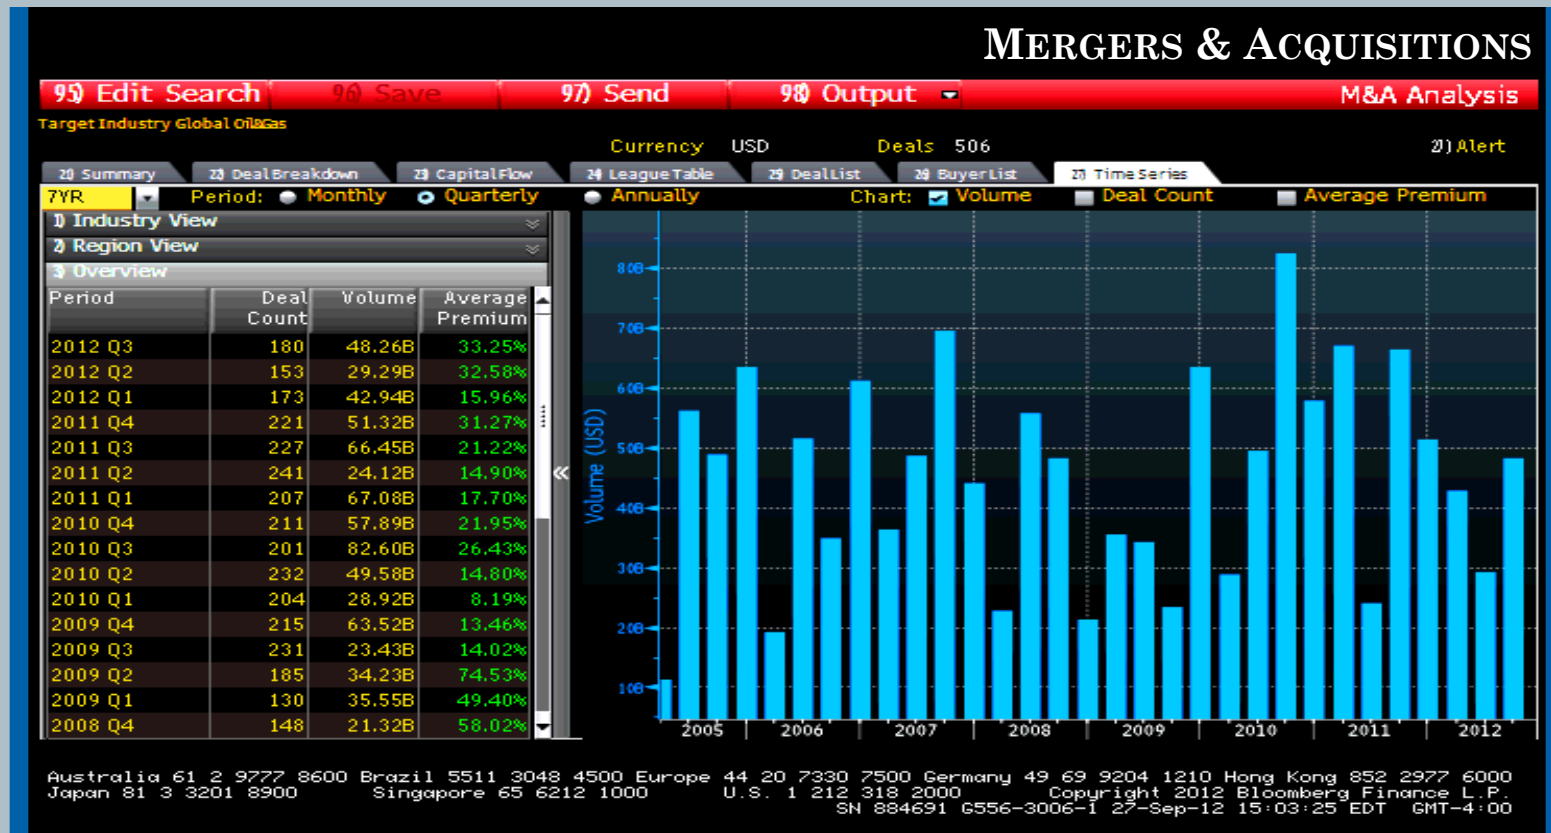 MERGERS & ACQUISITIONS
95) Edit Search 96) Save 97) Send 98) Output M&A Analysis
Target Industry Global Oil&Gas
Currency USD Deals 506 21) Alert
21) Summary 22) Deal Breakdown 23) Capital Flow 24) League Table 25) Deal List 26) Buyer List 27) Time Series
7YR Period: Monthly Quarterly Annually Chart: Volume Deal Count Average Premium
1) Industry View
2) Region View
3) Overview
Period Deal Count Volume Average Premium
2012 Q3 180 48.26B 33.25%
2012 Q2 153 29.29B 32.58%
2012 Q1 173 42.94B 15.96%
2011 Q4 221 51.32B 31.27%
2011 Q3 227 66.45B 21.22%
2011 Q2 241 24.12B 14.90%
2011 Q1 207 67.08B 17.70%
2010 Q4 211 57.89B 21.95%
2010 Q3 201 82.60B 26.43%
2010 Q2 232 49.58B 14.80%
2010 Q1 204 28.92B 8.19%
2009 Q4 215 63.52B 13.46%
2009 Q3 231 23.43B 14.02%
2009 Q2 185 34.23B 74.53%
2009 Q1 130 35.55B 49.40%
2008 Q4 148 21.32B 58.02%
Volume (USD)
80B
70B
60B
50B
40B
30B
20B
10B
2005 2006 2007 2008 2009 2010 2011 2012
Australia 61 2 9777 8600 Brazil 5511 3048 4500 Europe 44 20 7330 7500 Germany 49 69 9204 1210 Hong Kong 852 2977 6000
Japan 81 3 3201 8900 Singapore 65 6212 1000 U.S. 1 212 318 2000 Copyright 2012 Bloomberg Finance L.P.
SN 884691 G556-3006-1 27-Sep-12 15:03:25 EDT GMT-4:00